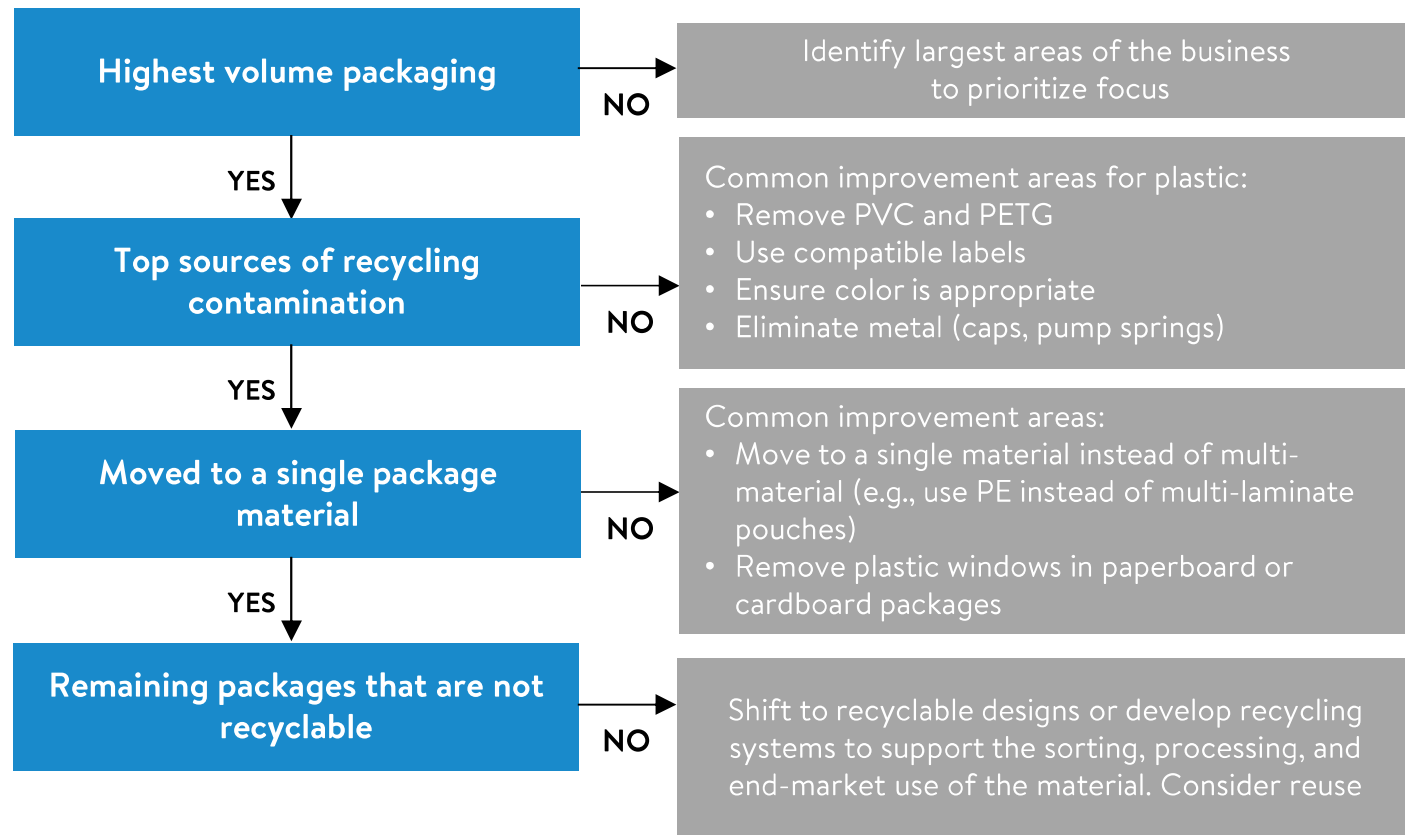 Highest volume packaging
NO
Identify largest areas of the business
to prioritize focus
YES
Top sources of recycling
contamination
NO
Common improvement areas for plastic:
• Remove PVC and PETG
• Use compatible labels
• Ensure color is appropriate
• Eliminate metal (caps, pump springs)
YES
Moved to a single package
material
NO
Common improvement areas:
• Move to a single material instead of multi-
material (e.g., use PE instead of multi-laminate
pouches)
• Remove plastic windows in paperboard or
cardboard packages
YES
Remaining packages that are not
recyclable
NO
Shift to recyclable designs or develop recycling
systems to support the sorting, processing, and
end-market use of the material. Consider reuse